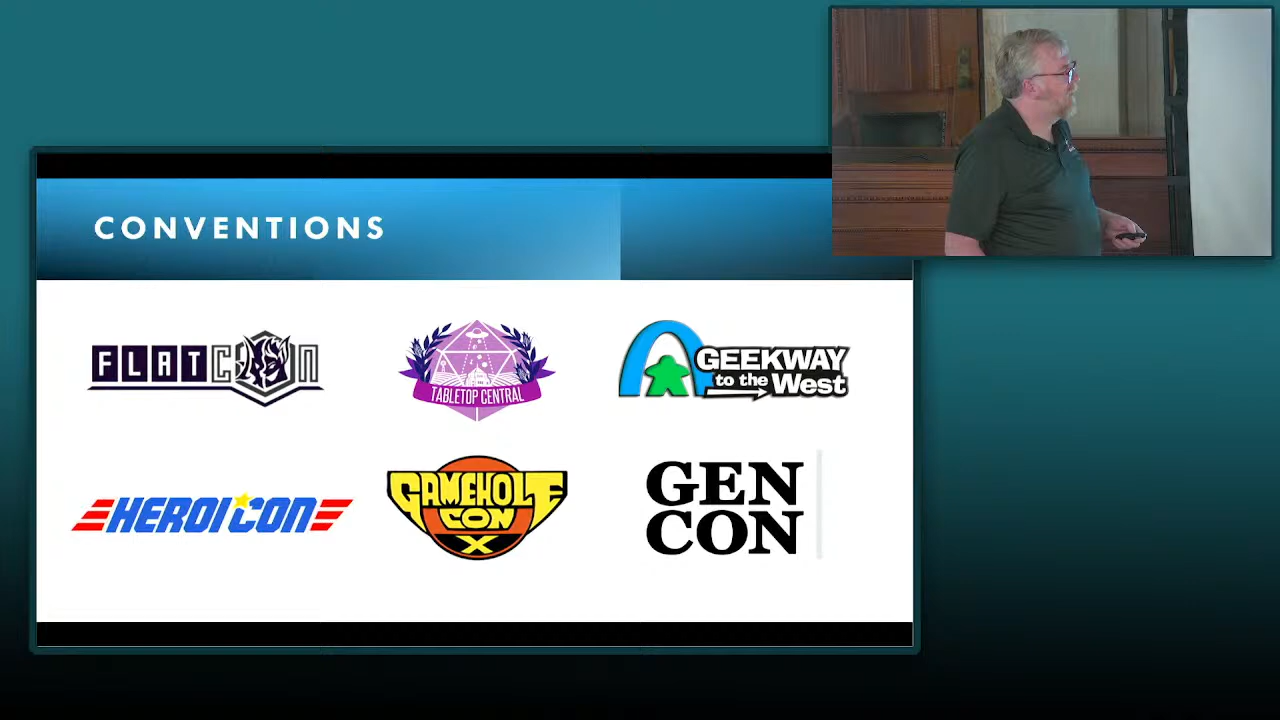 CONVENTIONS
FLATCON
TABLETOP CENTRAL
GEEKWAY
to the West
HEROICON
GAMEHOLE
CON
X
GEN
CON